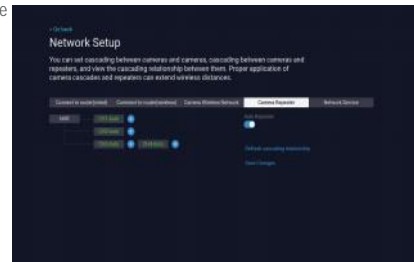 e
< Go back
Network Setup
You can set cascading between cameras and cameras, cascading between cameras and
repeaters, and view the cuscading relationship between them. Proper application of
camera cascades and repeaters can extend wireless distances.
Connect to router(wired) Connect to router(wireless) Camera Wireless Network Camera Repeater Network Service
NVR
Auto Repeater
Default cascading relationship
Save Changes